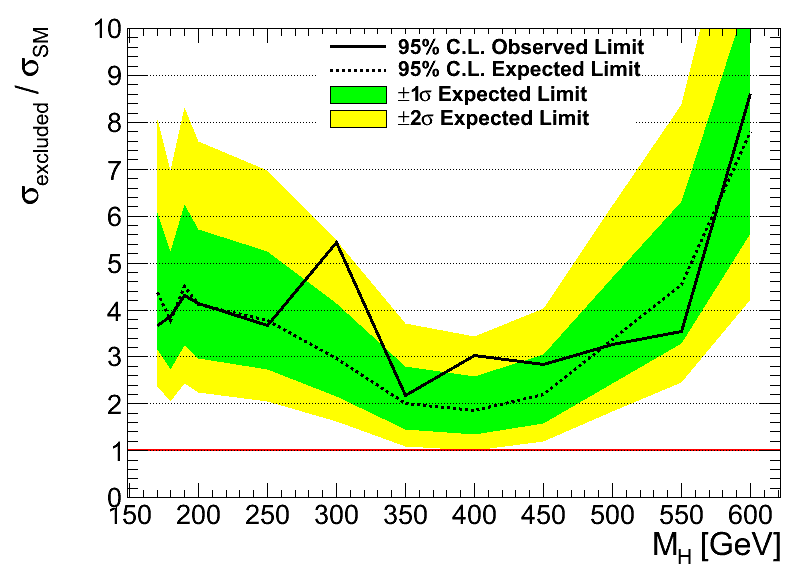 σexcluded / σSM
10
9
8
7
6
5
4
3
2
1
0
95% C.L. Observed Limit
95% C.L. Expected Limit
±1σ Expected Limit
±2σ Expected Limit
150 200 250 300 350 400 450 500 550 600
MH [GeV]